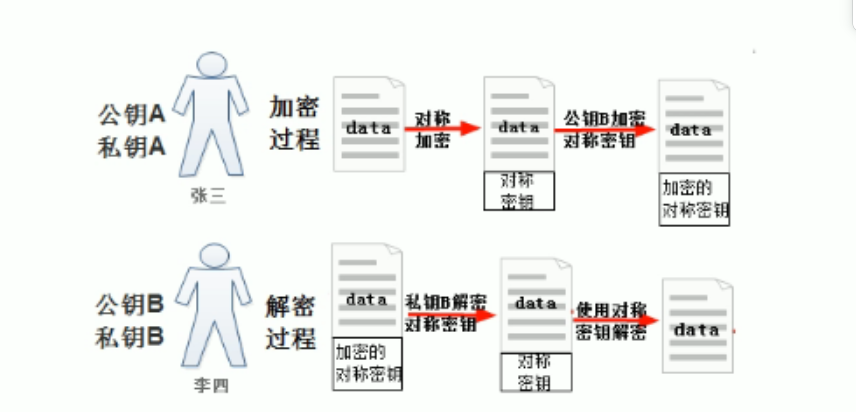 公钥A
私钥A
张三
加密
过程
data
对称
加密
data
对称
密钥
公钥B加密
对称密钥
data
加密的
对称密钥
公钥B
私钥B
李四
解密
过程
data
加密的
对称密钥
私钥B解密
对称密钥
data
对称
密钥
使用对称
密钥解密
data